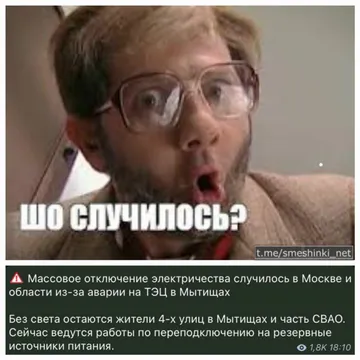 ШО СЛУЧИЛОСЬ?
t.me/smeshinki_net
⚠ Массовое отключение электричества случилось в Москве и
области из-за аварии на ТЭЦ в Мытищах
Без света остаются жители 4-х улиц в Мытищах и часть СВАО.
Сейчас ведутся работы по переподключению на резервные
источники питания.
1,8K 18:10